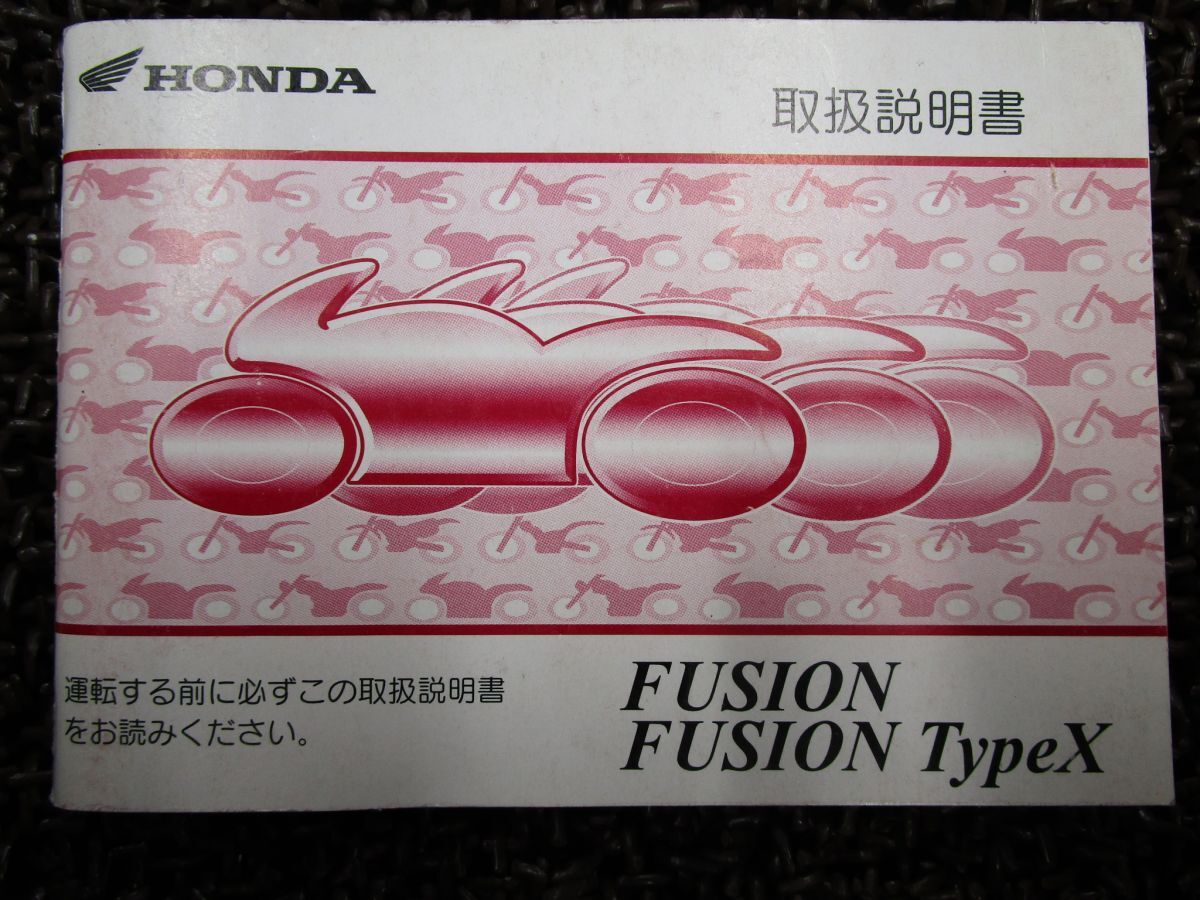 HONDA
取扱説明書
運転する前に必ずこの取扱説明書
をお読みください。
FUSION
FUSION TypeX